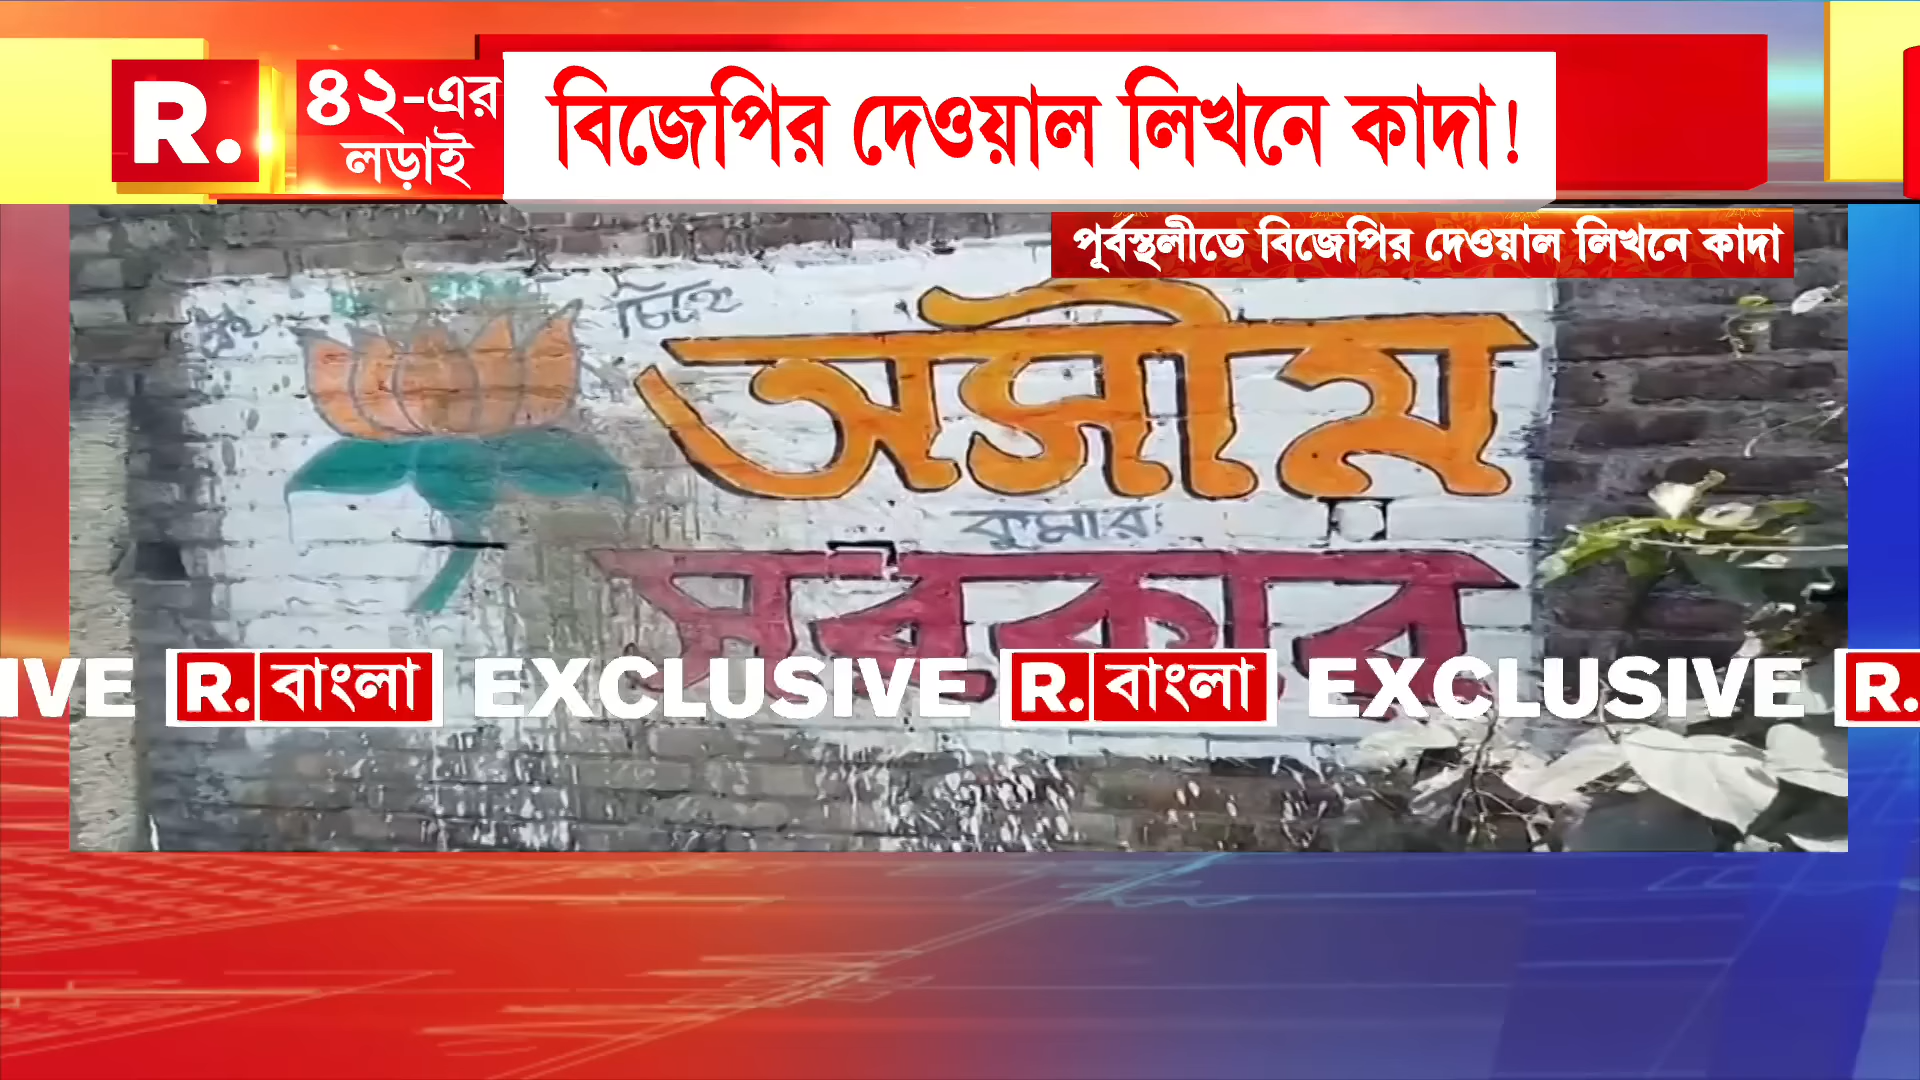 R.
৪২-এর
লড়াই
বিজেপির দেওয়াল লিখনে কাদা!
পূর্বস্থলীতে বিজেপির দেওয়াল লিখনে কাদা
চিহ্নে
অসীম
কুমার
সরকার
IVE R. বাংলা EXCLUSIVE R. বাংলা EXCLUSIVE R.